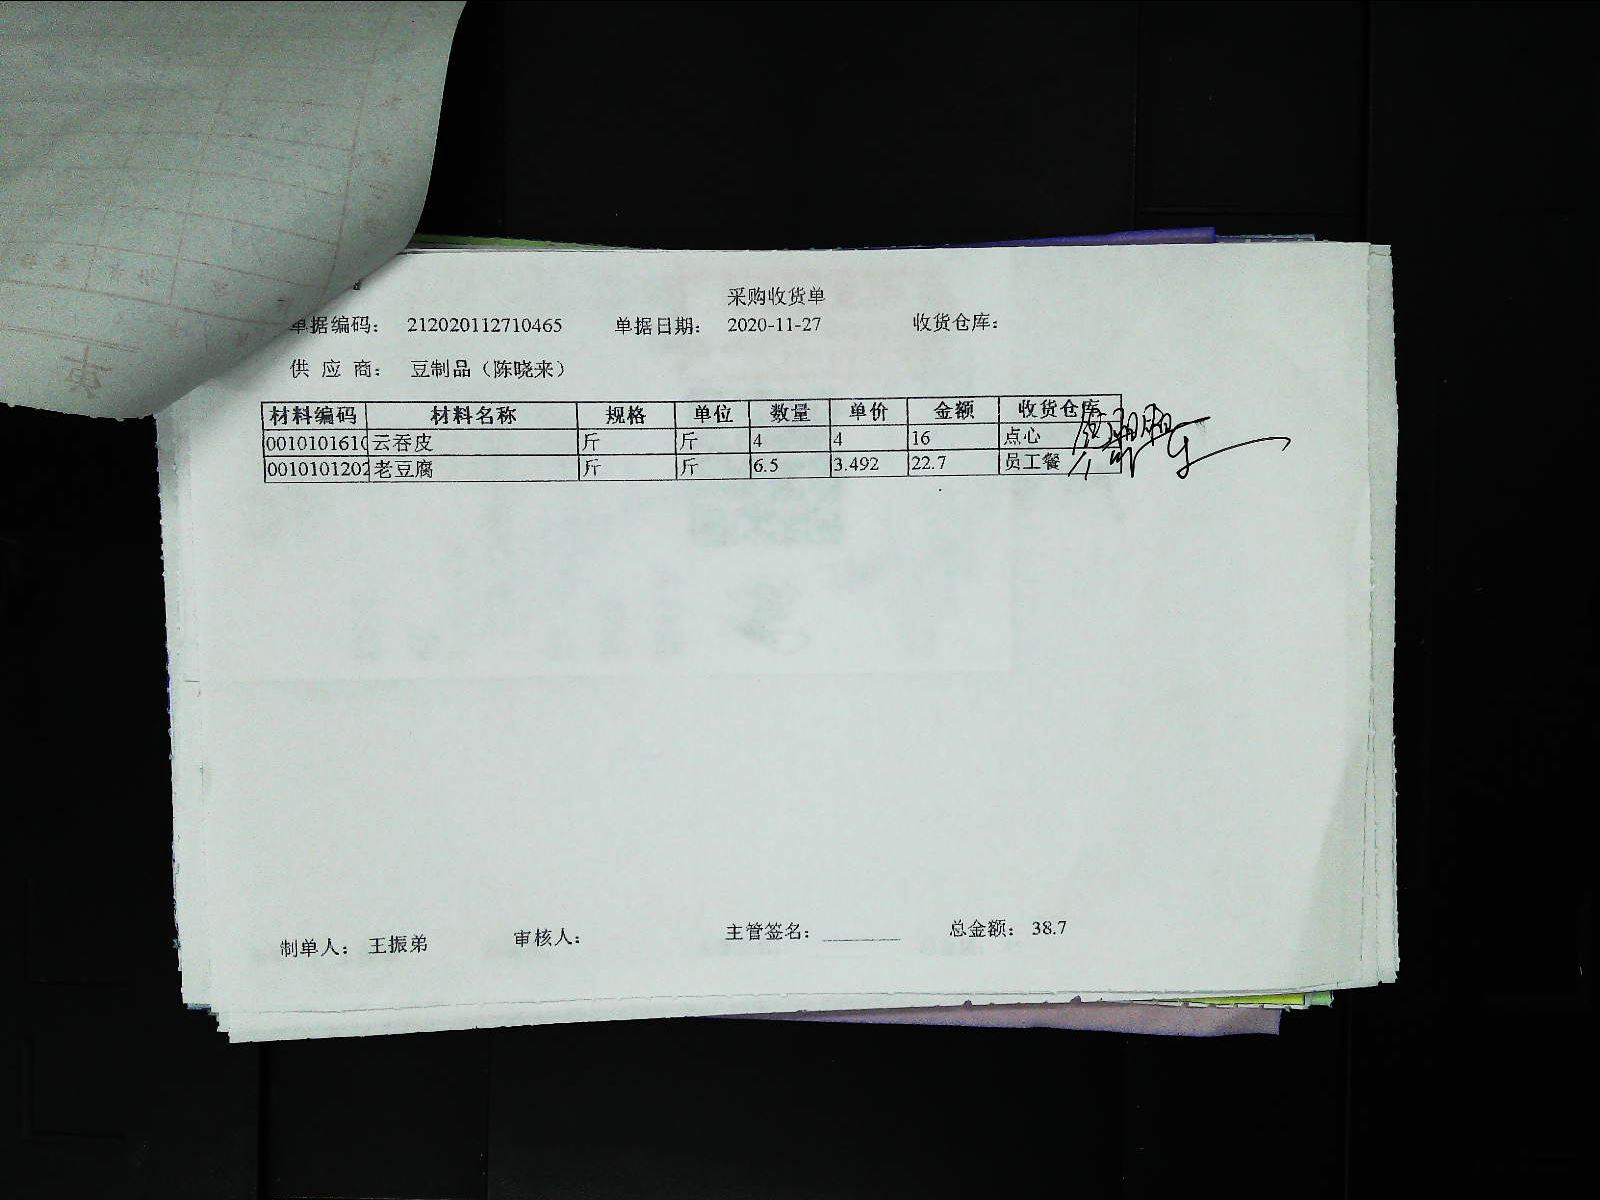 采购收货单
单据编码： 212020112710465 单据日期： 2020-11-27 收货仓库：
供 应 商： 豆制品（陈晓来）
材料编码 材料名称 规格 单位 数量 单价 金额 收货仓库
0010101610 云吞皮 斤 斤 4 4 16 点心
0010101202 老豆腐 斤 斤 6.5 3.492 22.7 员工餐
制单人： 王振弟 审核人： 主管签名： 总金额： 38.7